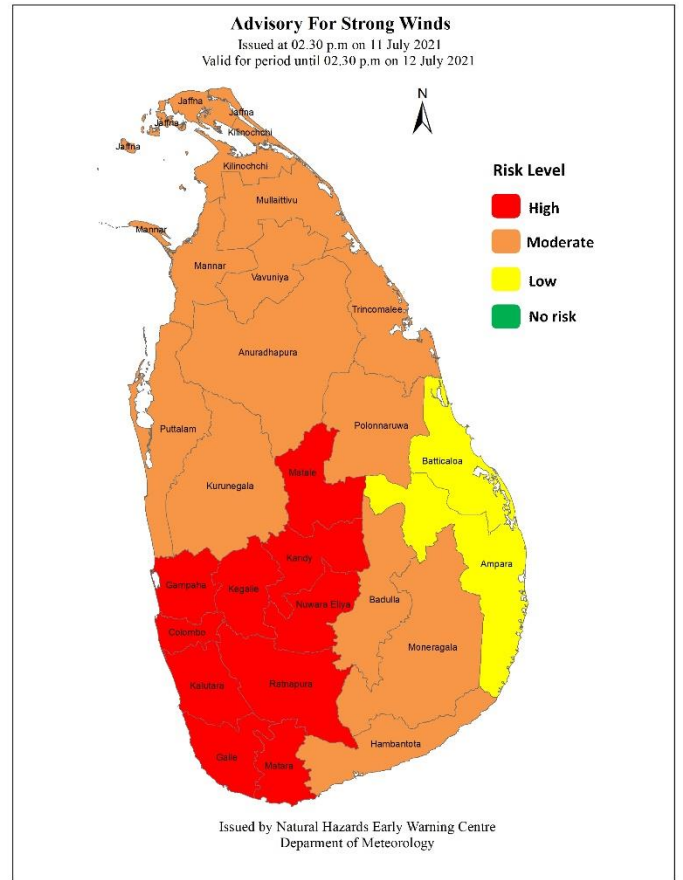 Advisory For Strong Winds
Issued at 02.30 p.m on 11 July 2021
Valid for period until 02.30 p.m on 12 July 2021
N
Jaffna
Jaffna
Jaffna
Kilinochchi
Jaffna
Kilinochchi
Mullaittivu
Risk Level
High
Moderate
Low
No risk
Mannar
Mannar
Vavuniya
Trincomalee
Anuradhapura
Polonnaruwa
Puttalam
Batticaloa
Matale
Kurunegala
Kandy
Ampara
Gampaha
Kegalle
Nuwara Eliya
Badulla
Colombo
Moneragala
Kalutara
Ratnapura
Hambantota
Galle
Matara
Issued by Natural Hazards Early Warning Centre
Deparment of Meteorology